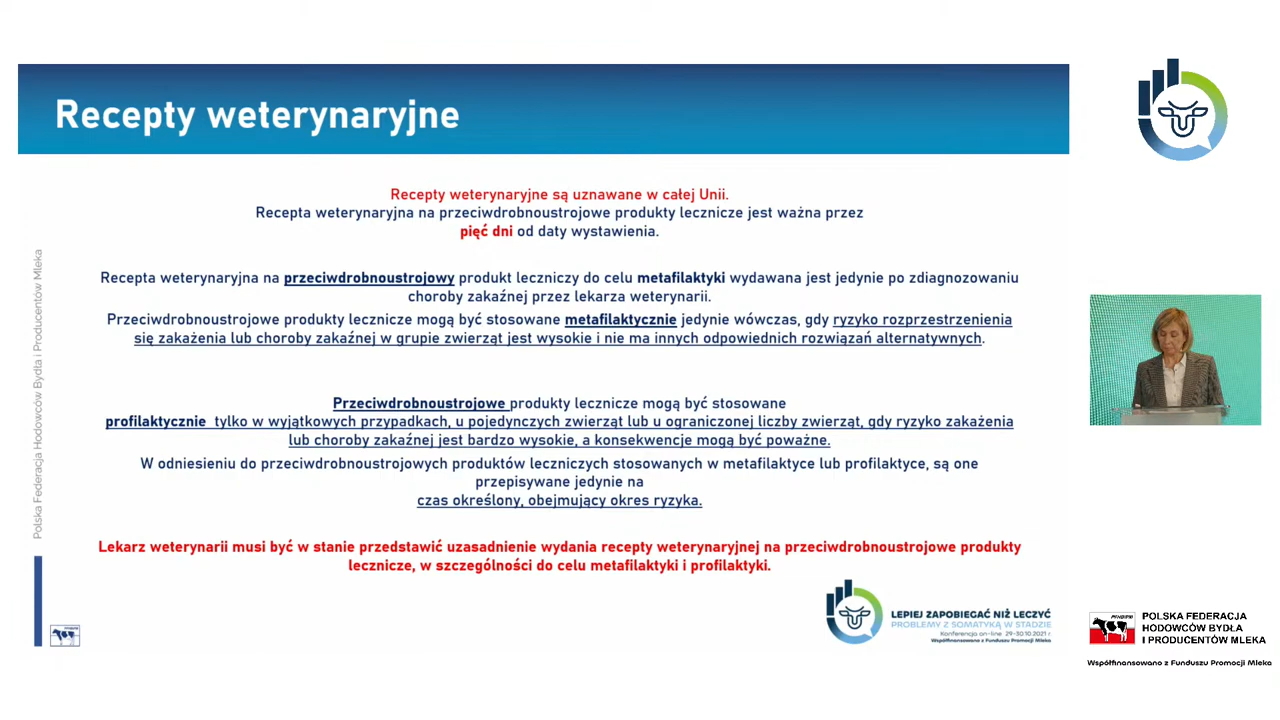 Recepty weterynaryjne
Recepty weterynaryjne są uznawane w całej Unii.
Recepta weterynaryjna na przeciwdrobnoustrojowe produkty lecznicze jest ważna przez
pięć dni od daty wystawienia.
Recepta weterynaryjna na przeciwdrobnoustrojowy produkt leczniczy do celu metafilaktyki wydawana jest jedynie po zdiagnozowaniu
choroby zakaźnej przez lekarza weterynarii.
Przeciwdrobnoustrojowe produkty lecznicze mogą być stosowane metafilaktycznie jedynie wówczas, gdy ryzyko rozprzestrzenienia
się zakażenia lub choroby zakaźnej w grupie zwierząt jest wysokie i nie ma innych odpowiednich rozwiązań alternatywnych.
Przeciwdrobnoustrojowe produkty lecznicze mogą być stosowane
profilaktycznie tylko w wyjątkowych przypadkach, u pojedynczych zwierząt lub u ograniczonej liczby zwierząt, gdy ryzyko zakażenia
lub choroby zakaźnej jest bardzo wysokie, a konsekwencje mogą być poważne.
W odniesieniu do przeciwdrobnoustrojowych produktów leczniczych stosowanych w metafilaktyce lub profilaktyce, są one
przepisywane jedynie na
czas określony, obejmujący okres ryzyka.
Lekarz weterynarii musi być w stanie przedstawić uzasadnienie wydania recepty weterynaryjnej na przeciwdrobnoustrojowe produkty
lecznicze, w szczególności do celu metafilaktyki i profilaktyki.
Polska Federacja Hodowców Bydła i Producentów Mleka
LEPIEJ ZAPOBIEGAĆ NIŻ LECZYĆ
PROBLEMY Z SOMATYKĄ W STADZIE
Konferencja on-line 29-30.10.2021 r.
Współfinansowano z Funduszu Promocji Mleka
POLSKA FEDERACJA
HODOWCÓW BYDŁA
I PRODUCENTÓW MLEKA
Współfinansowano z Funduszu Promocji Mleka